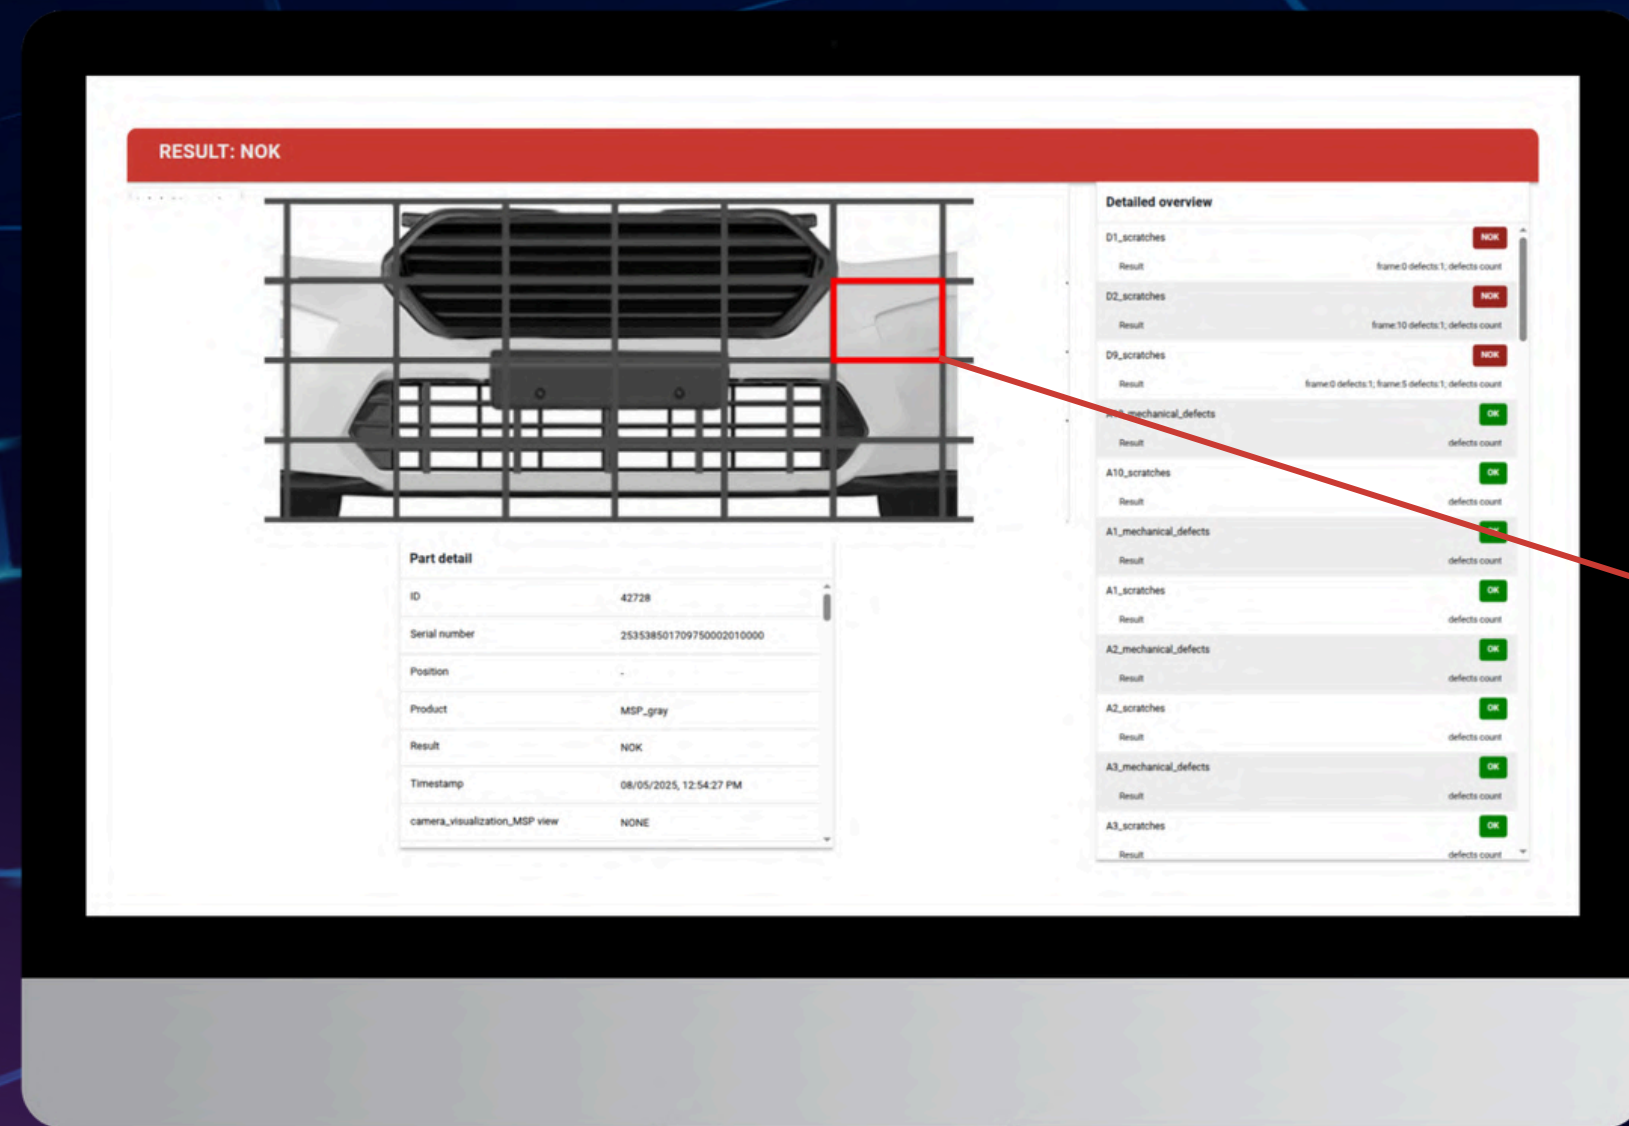 RESULT: NOK
Detailed overview
D1_scratches NOK
Result frame:0 defects:1; defects count
D2_scratches NOK
Result frame:10 defects:1; defects count
D9_scratches NOK
Result frame:0 defects:1; frame:5 defects:1; defects count
mechanical_defects OK
Result defects count
A10_scratches OK
Result defects count
A1_mechanical_defects
Result defects count
A1_scratches OK
Result defects count
A2_mechanical_defects OK
Result defects count
A2_scratches OK
Result defects count
A3_mechanical_defects OK
Result defects count
A3_scratches OK
Result defects count
Part detail
ID 42728
Serial number 253538501709750002010000
Position -
Product MSP_gray
Result NOK
Timestamp 08/05/2025, 12:54:27 PM
camera_visualization_MSP view NONE